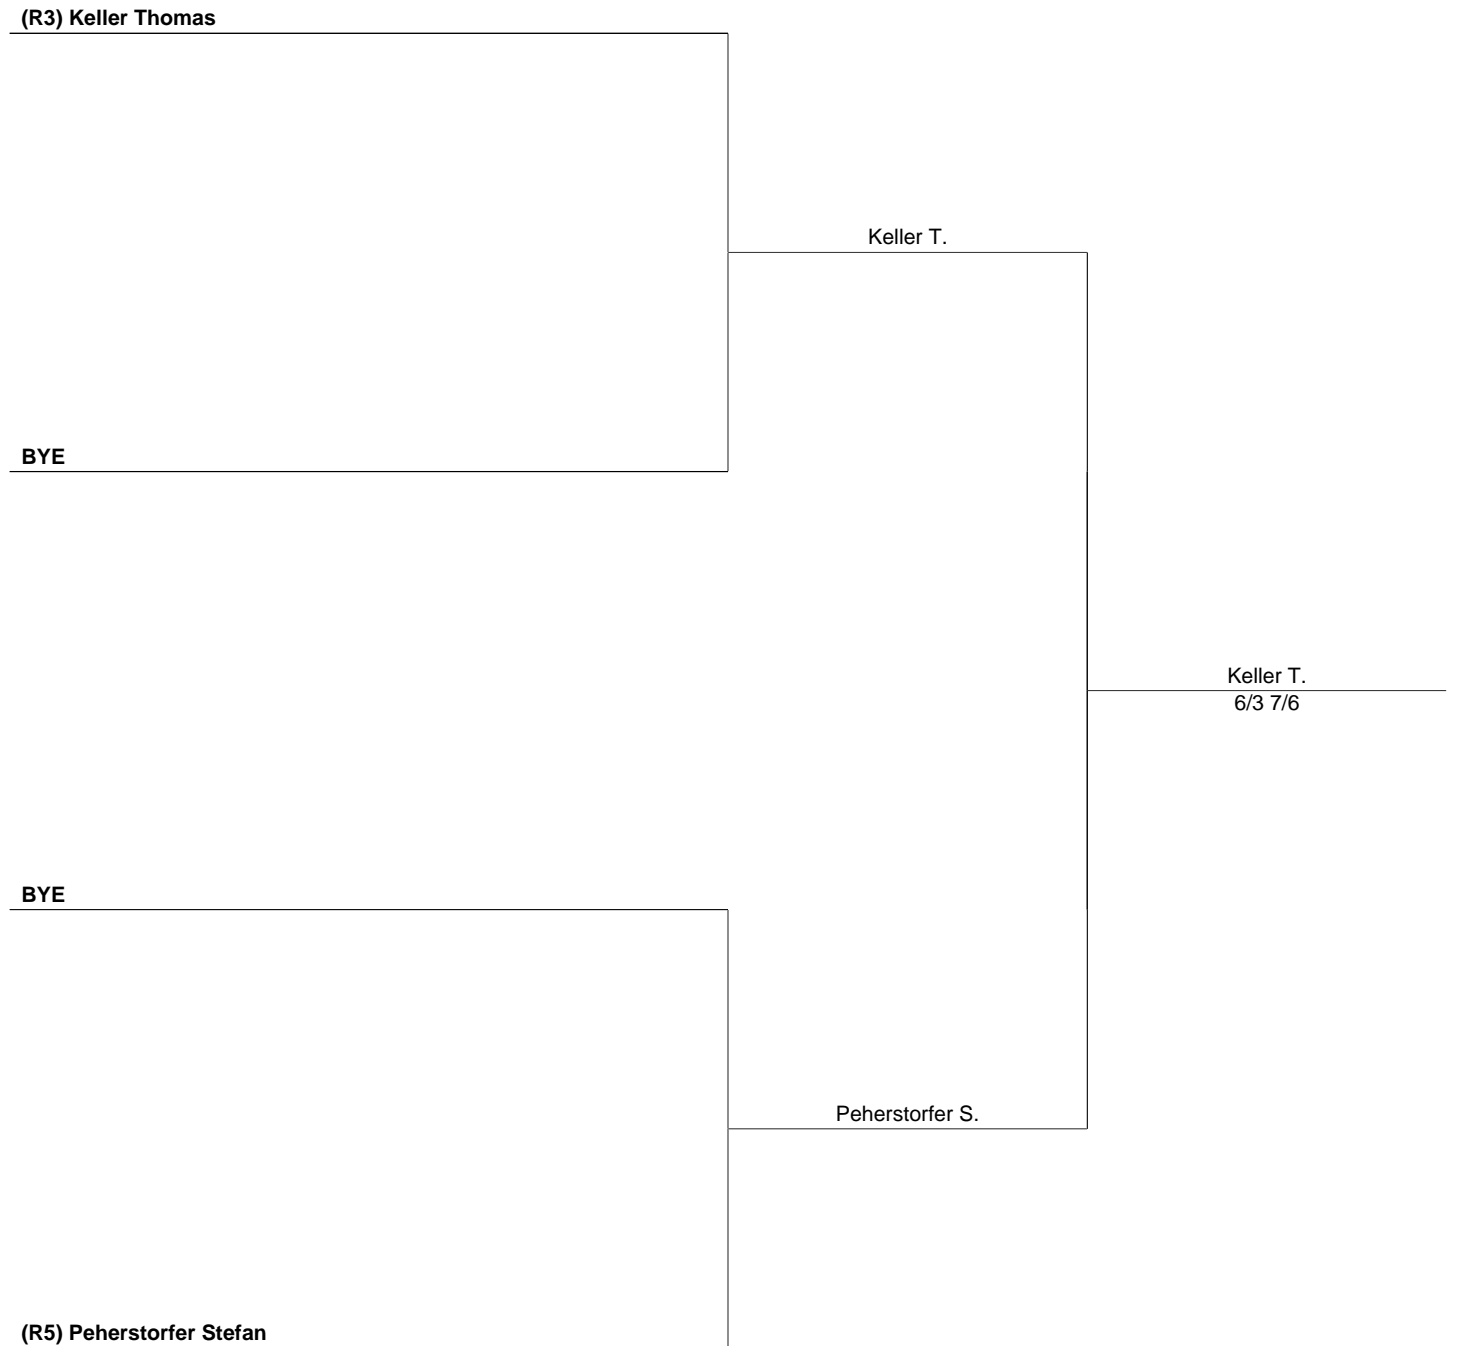 (R3) Keller Thomas
Keller T.
BYE
Keller T.
6/3 7/6
BYE
Peherstorfer S.
(R5) Peherstorfer Stefan